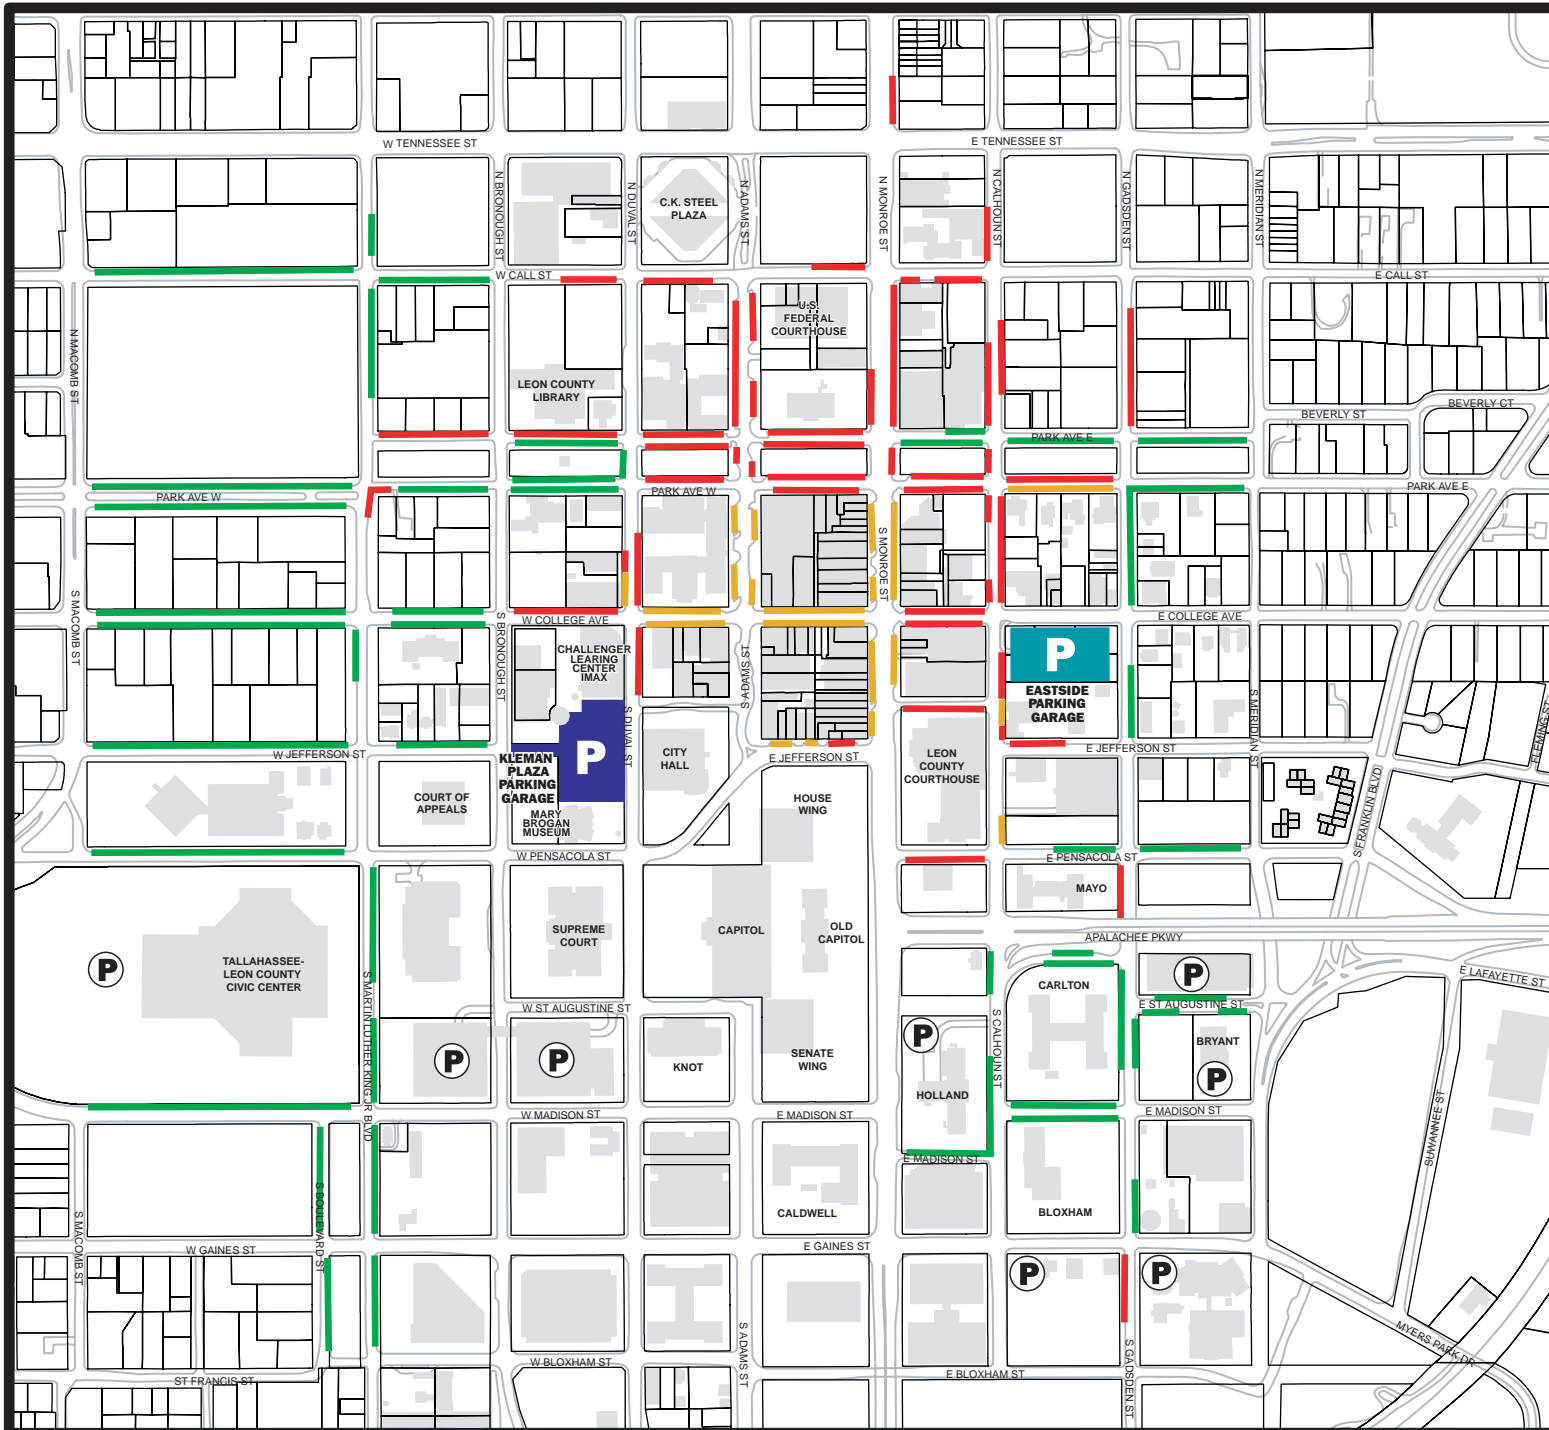 W TENNESSEE ST
E TENNESSEE ST
N BRONOUGH ST
N DUVAL ST
C.K. STEEL
PLAZA
N ADAMS ST
N MONROE ST
N CALHOUN ST
N GADSDEN ST
N MERIDIAN ST
W CALL ST
E CALL ST
N MACOMB ST
U.S.
FEDERAL
COURTHOUSE
LEON COUNTY
LIBRARY
BEVERLY ST
BEVERLY CT
PARK AVE E
PARK AVE W
PARK AVE W
PARK AVE E
S MONROE ST
S MACOMB ST
S BRONOUGH ST
W COLLEGE AVE
E COLLEGE AVE
CHALLENGER
LEARING
CENTER
IMAX
S DUVAL ST
S ADAMS ST
P
EASTSIDE
PARKING
GARAGE
S MERIDIAN ST
FLEMING ST
W JEFFERSON ST
E JEFFERSON ST
E JEFFERSON ST
P
KLEMAN
PLAZA
PARKING
GARAGE
CITY
HALL
LEON
COUNTY
COURTHOUSE
COURT OF
APPEALS
MARY
BROGAN
MUSEUM
HOUSE
WING
S FRANKLIN BLVD
W PENSACOLA ST
E PENSACOLA ST
MAYO
SUPREME
COURT
CAPITOL
OLD
CAPITOL
APALACHEE PKWY
P
TALLAHASSEE-
LEON COUNTY
CIVIC CENTER
S MARTIN LUTHER KING JR BLVD
CARLTON
P
E LAFAYETTE ST
W ST AUGUSTINE ST
E ST AUGUSTINE ST
S CALHOUN ST
P
P
KNOT
SENATE
WING
P
HOLLAND
BRYANT
P
W MADISON ST
E MADISON ST
E MADISON ST
E MADISON ST
SUWANNEE ST
S MACOMB ST
S BOULEVARD ST
CALDWELL
BLOXHAM
W GAINES ST
E GAINES ST
P
P
S ADAMS ST
S GADSDEN ST
MYERS PARK DR
W BLOXHAM ST
E BLOXHAM ST
ST FRANCIS ST